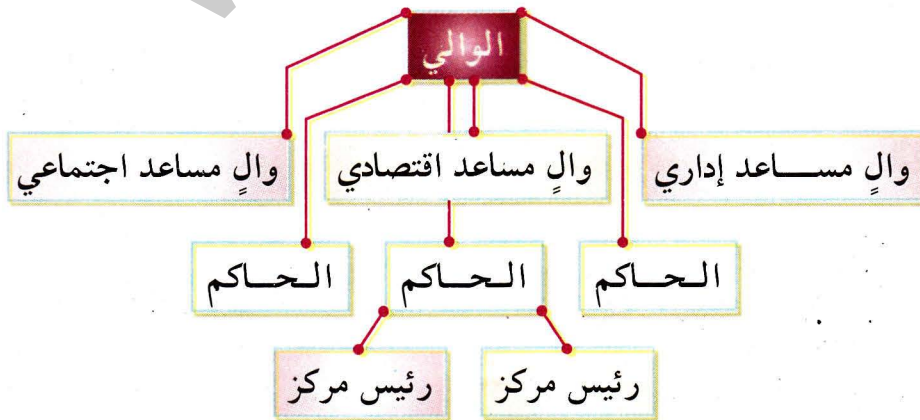 الوالي
والٍ مساعد إداري
والٍ مساعد اقتصادي
والٍ مساعد اجتماعي
الحاكم
الحاكم
الحاكم
رئيس مركز
رئيس مركز